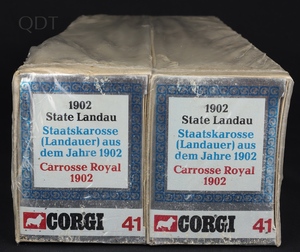 QDT
1902
State Landau
Staatskarosse
(Landauer) aus
dem Jahre 1902
Carrosse Royal
1902
CORGI 41
1902
State Landau
Staatskarosse
(Landauer) aus
dem Jahre 1902
Carrosse Royal
1902
CORGI 41